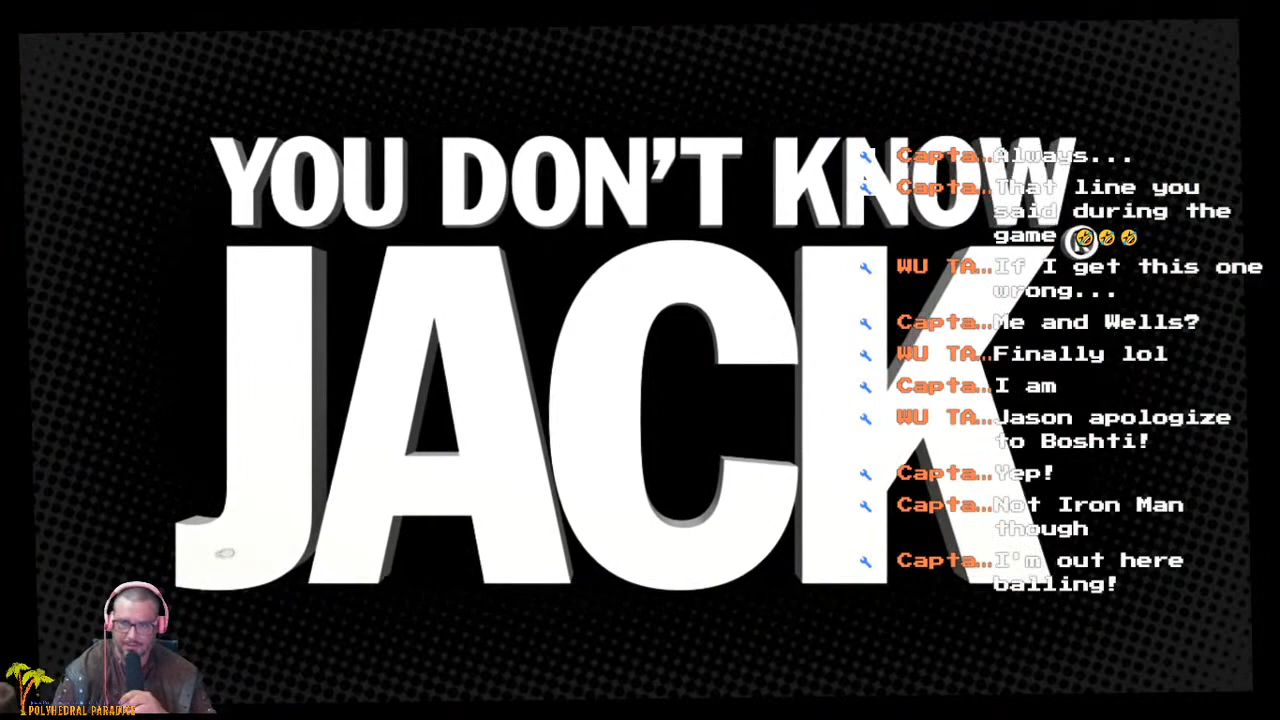 YOU DON'T KNOW
JACK
®
Capta...Always...
Capta...That line you
said during the
game 🤣🤣🤣
WU TA...If I get this one
wrong...
Capta...Me and Wells?
WU TA...Finally lol
Capta...I am
WU TA...Jason apologize
to Boshti!
Capta...Yep!
Capta...Not Iron Man
though
Capta...I'm out here
balling!
POLYHEDRAL PARADISE